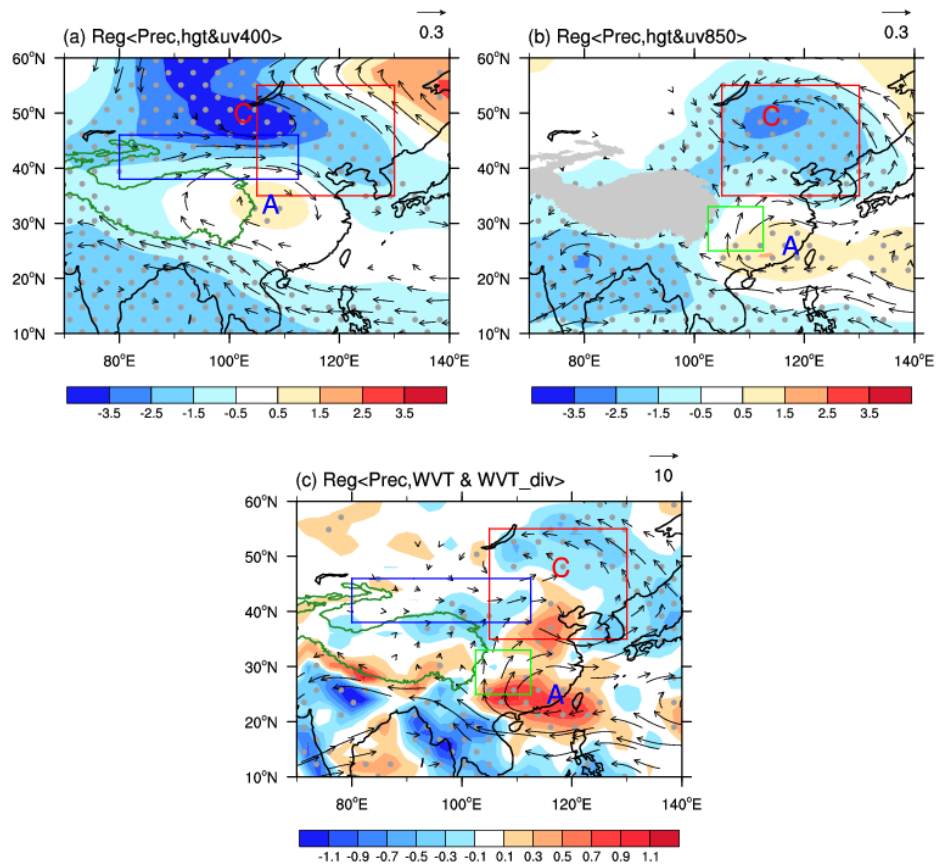 (a) Reg<Prec,hgt&uv400>
0.3
60°N
50°N
40°N
30°N
20°N
10°N
C
A
80°E 100°E 120°E 140°E
-3.5 -2.5 -1.5 -0.5 0.5 1.5 2.5 3.5
(b) Reg<Prec,hgt&uv850>
0.3
60°N
50°N
40°N
30°N
20°N
10°N
C
A
80°E 100°E 120°E 140°E
-3.5 -2.5 -1.5 -0.5 0.5 1.5 2.5 3.5
(c) Reg<Prec,WVT & WVT_div>
10
60°N
50°N
40°N
30°N
20°N
10°N
C
A
80°E 100°E 120°E 140°E
-1.1 -0.9 -0.7 -0.5 -0.3 -0.1 0.1 0.3 0.5 0.7 0.9 1.1